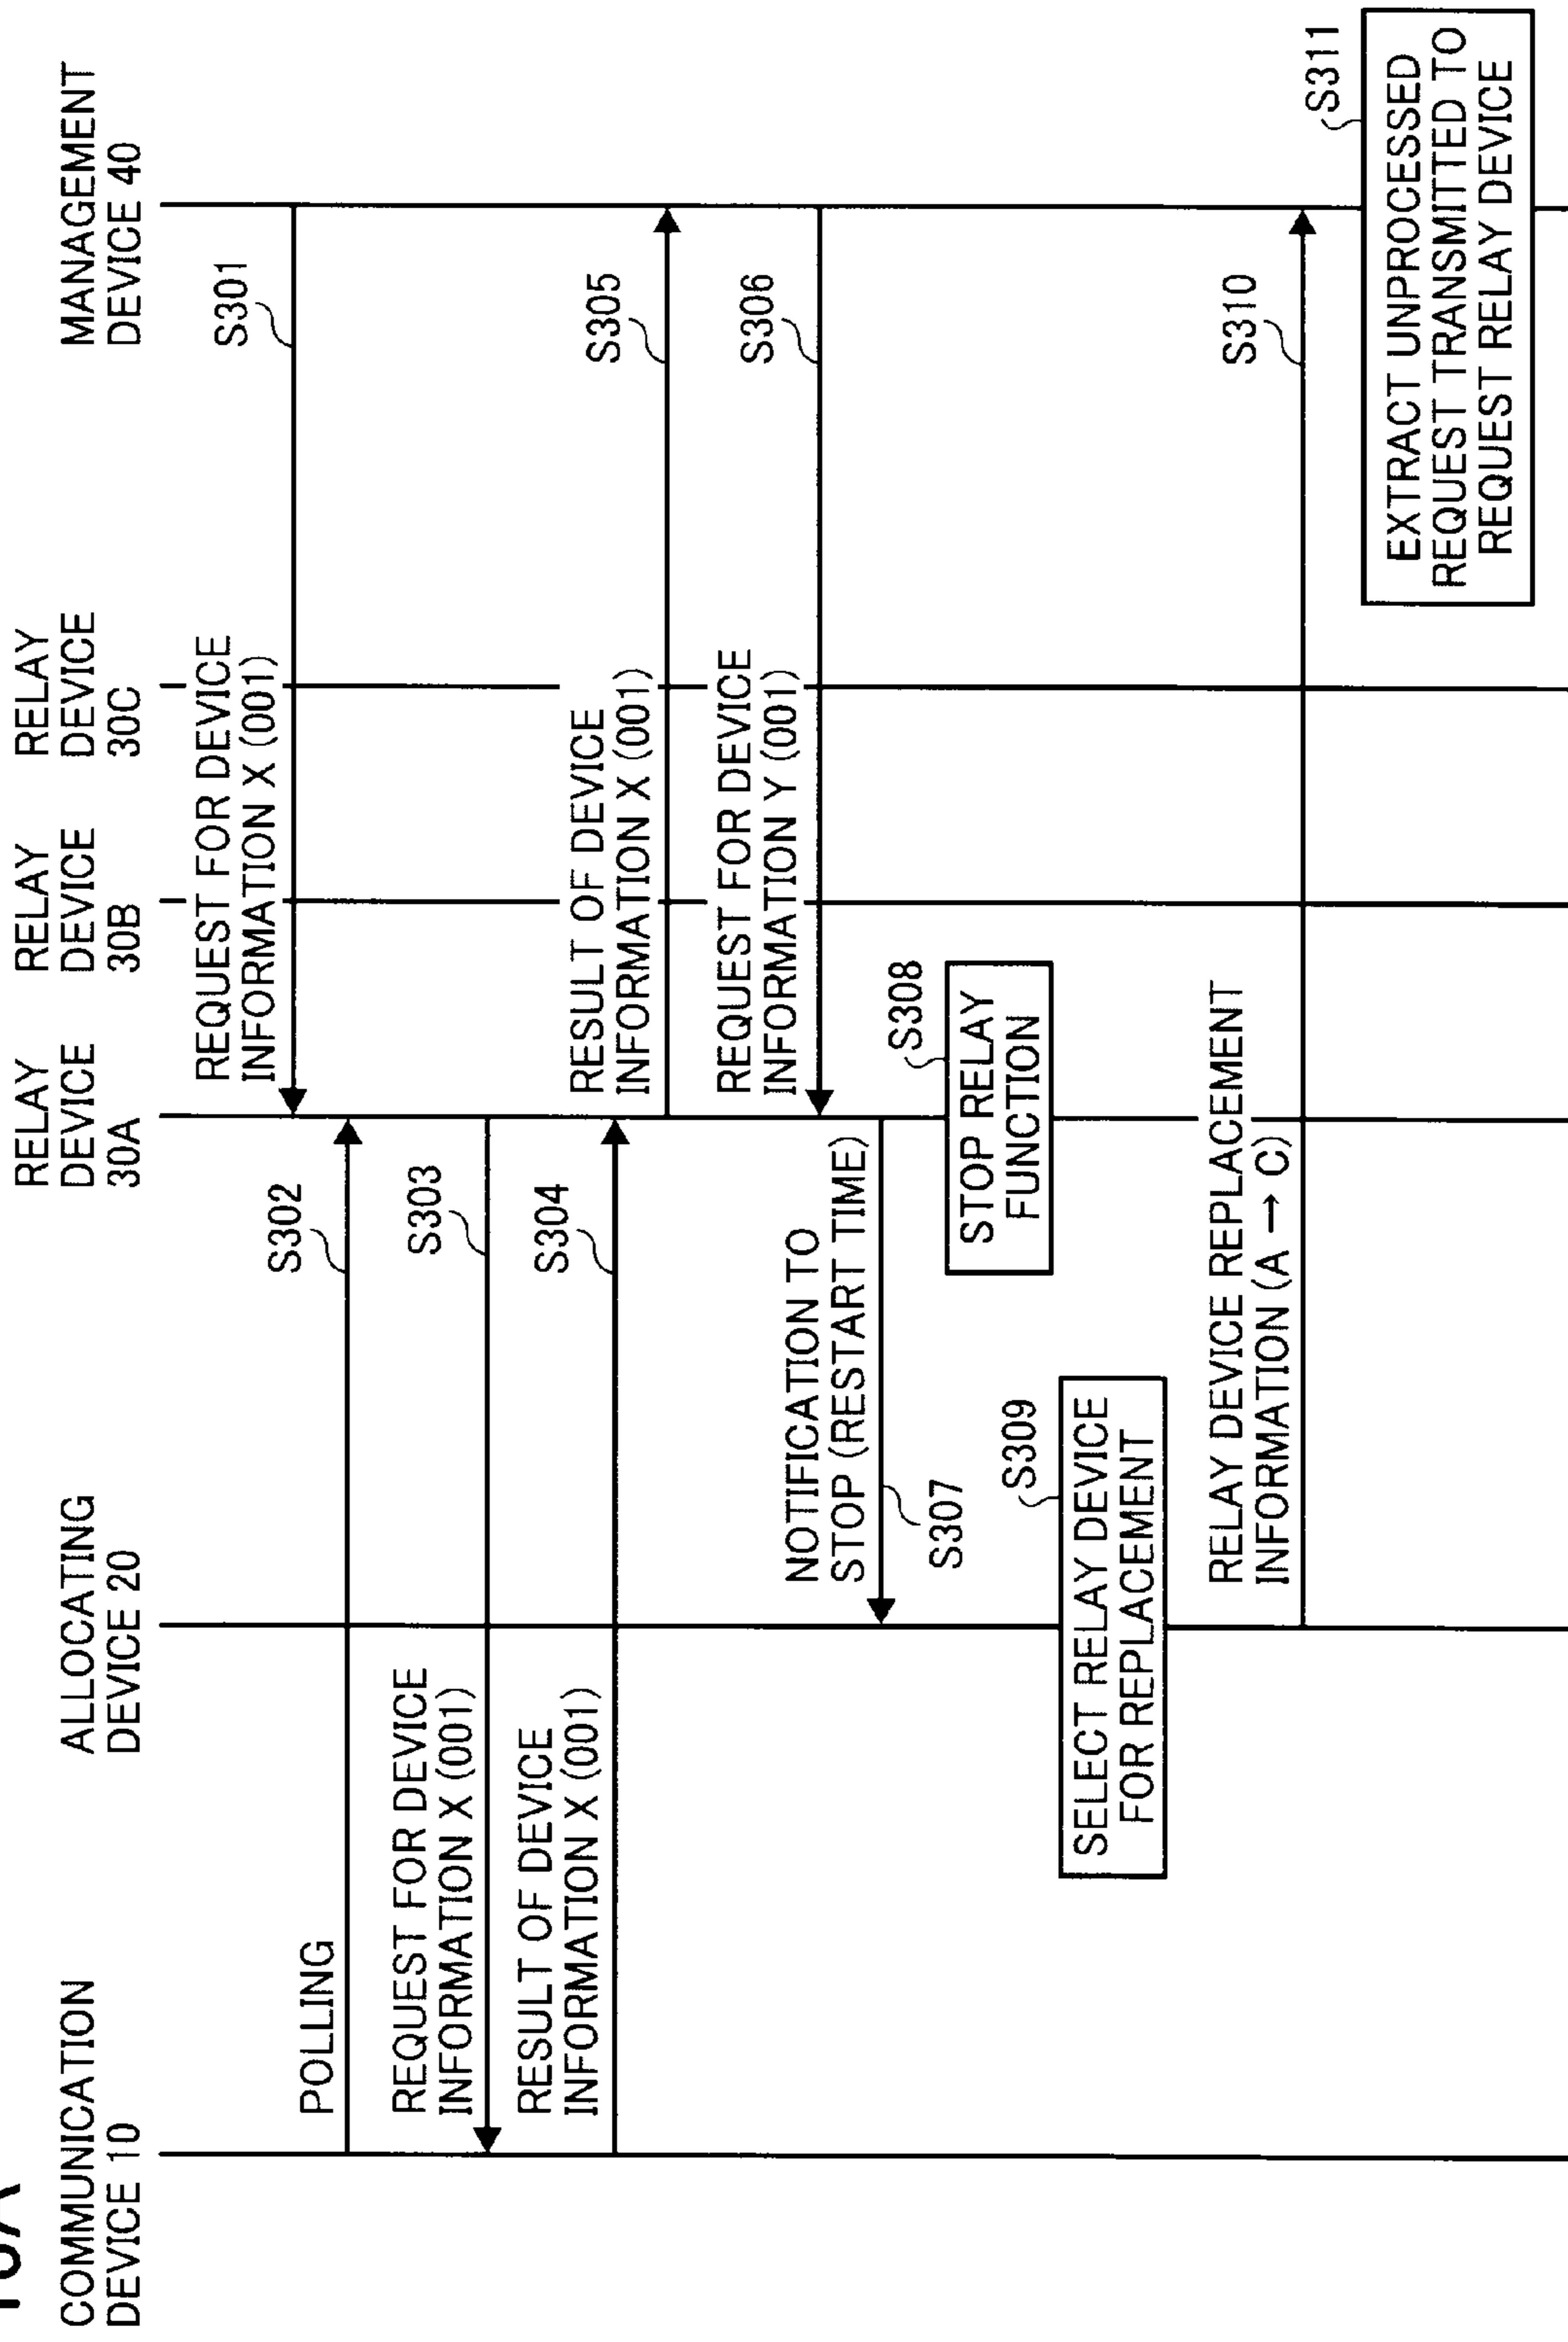 COMMUNICATION
DEVICE 10
ALLOCATING
DEVICE 20
RELAY
DEVICE
30A
RELAY
DEVICE
30B
RELAY
DEVICE
30C
MANAGEMENT
DEVICE 40
REQUEST FOR DEVICE
INFORMATION X (001)
S301
POLLING
S302
REQUEST FOR DEVICE
INFORMATION X (001)
S303
RESULT OF DEVICE
INFORMATION X (001)
S304
RESULT OF DEVICE
INFORMATION X (001)
S305
REQUEST FOR DEVICE
INFORMATION Y (001)
S306
NOTIFICATION TO
STOP (RESTART TIME)
S307
S308
STOP RELAY
FUNCTION
S309
SELECT RELAY DEVICE
FOR REPLACEMENT
RELAY DEVICE REPLACEMENT
INFORMATION (A → C)
S310
S311
EXTRACT UNPROCESSED
REQUEST TRANSMITTED TO
REQUEST RELAY DEVICE